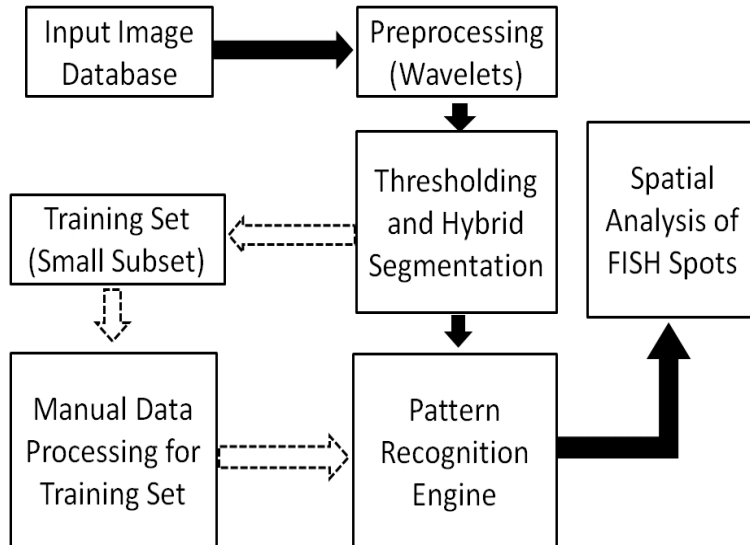 Input Image
Database
Preprocessing
(Wavelets)
Thresholding
and Hybrid
Segmentation
Spatial
Analysis of
FISH Spots
Training Set
(Small Subset)
Manual Data
Processing for
Training Set
Pattern
Recognition
Engine